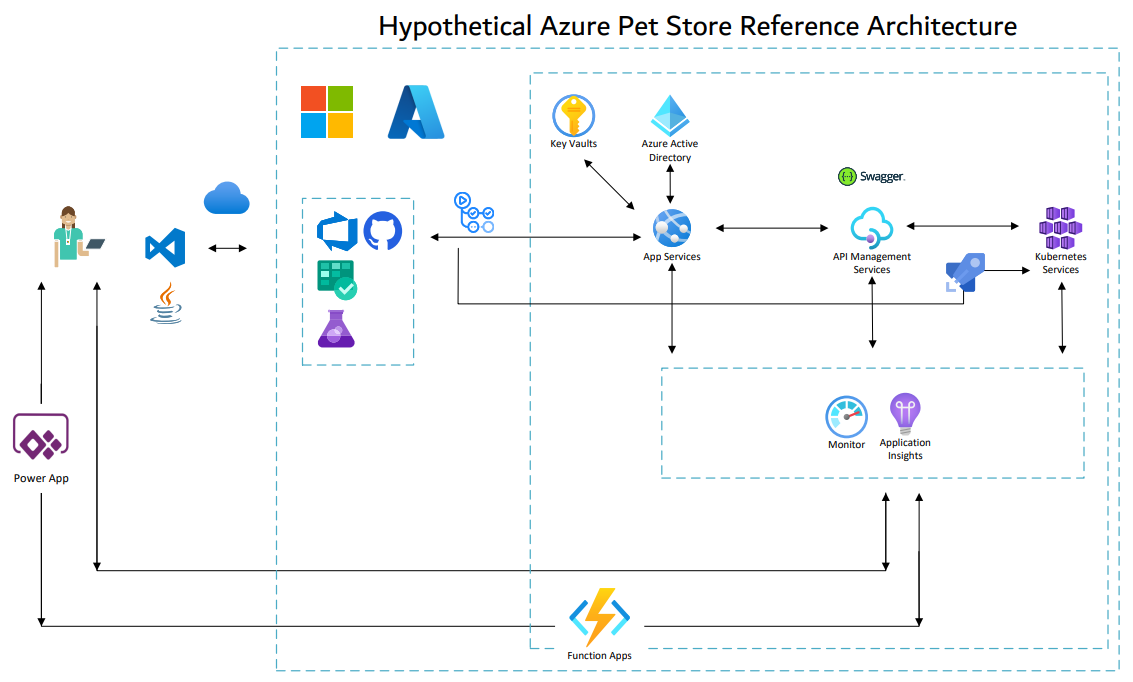 Hypothetical Azure Pet Store Reference Architecture
Key Vaults
Azure Active
Directory
Swagger.
App Services
API Management
Services
Kubernetes
Services
Monitor
Application
Insights
Power App
Function Apps